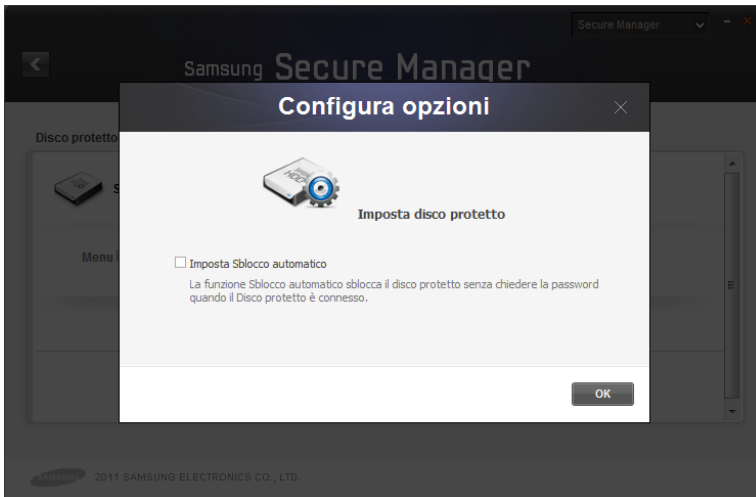 Secure Manager
Samsung Secure Manager
Configura opzioni
Disco protetto
HDD
Imposta disco protetto
Menu
Imposta Sblocco automatico
La funzione Sblocco automatico sblocca il disco protetto senza chiedere la password
quando il Disco protetto è connesso.
OK
SAMSUNG 2011 SAMSUNG ELECTRONICS CO., LTD.